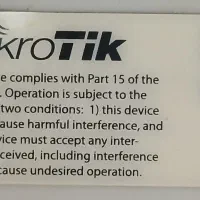 kroTik
e complies with Part 15 of the
. Operation is subject to the
two conditions: 1) this device
ause harmful interference, and
vice must accept any inter-
ceived, including interference
cause undesired operation.